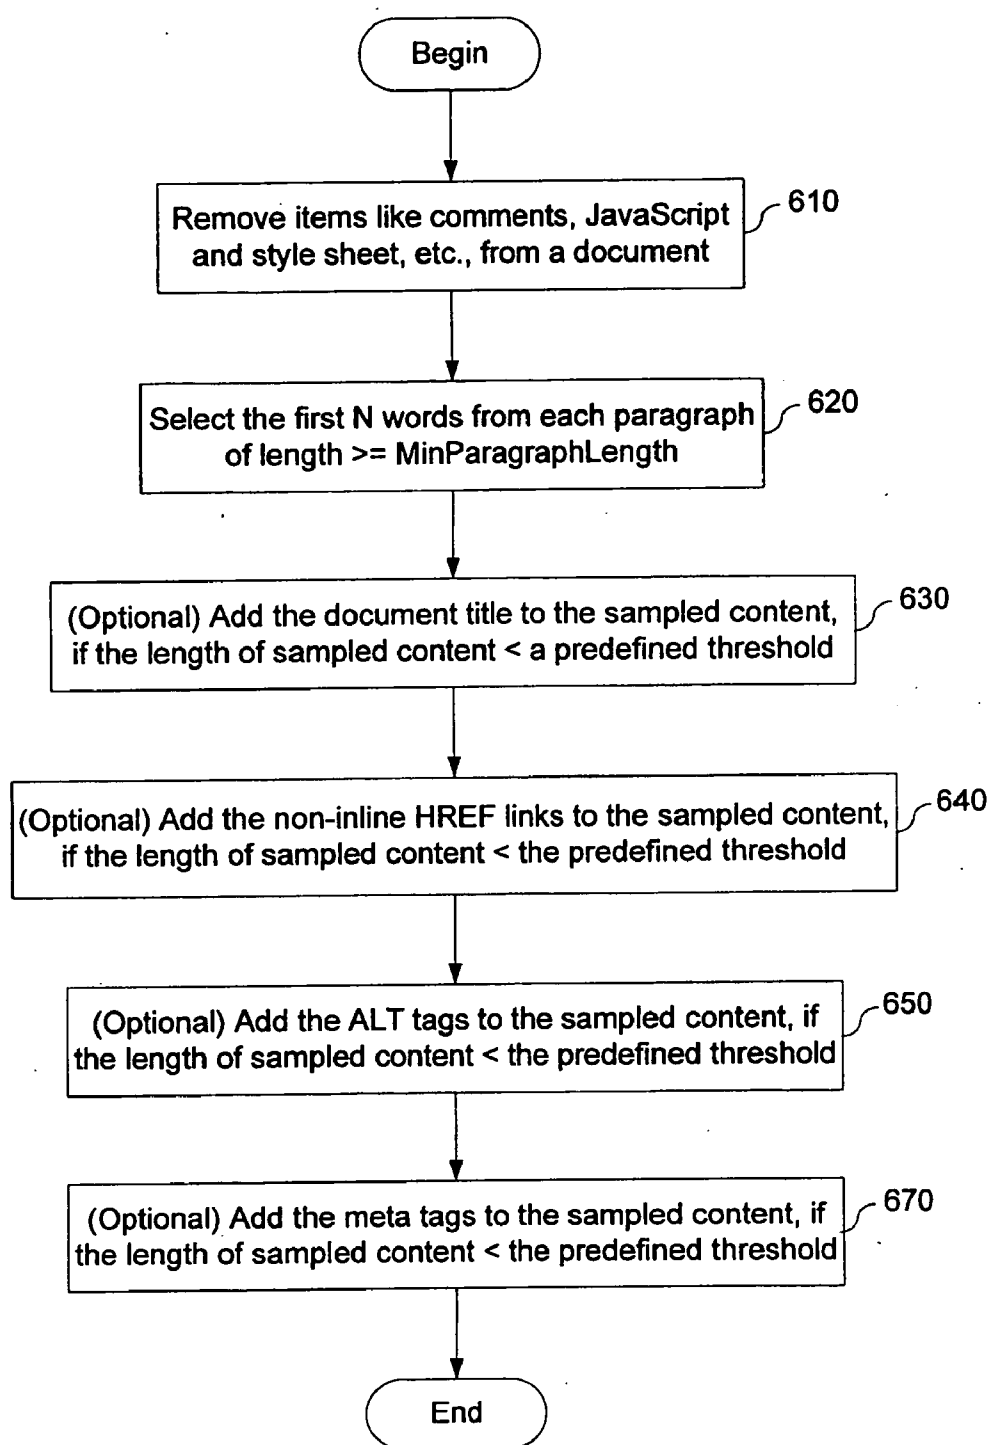 Begin
Remove items like comments, JavaScript
and style sheet, etc., from a document
610
Select the first N words from each paragraph
of length >= MinParagraphLength
620
(Optional) Add the document title to the sampled content,
if the length of sampled content < a predefined threshold
630
(Optional) Add the non-inline HREF links to the sampled content,
if the length of sampled content < the predefined threshold
640
(Optional) Add the ALT tags to the sampled content, if
the length of sampled content < the predefined threshold
650
(Optional) Add the meta tags to the sampled content, if
the length of sampled content < the predefined threshold
670
End